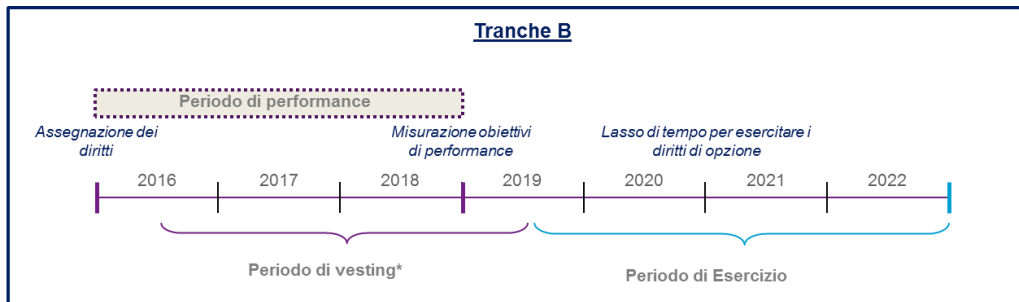 Tranche B
Periodo di performance
Assegnazione dei
diritti
Misurazione obiettivi
di performance
Lasso di tempo per esercitare i
diritti di opzione
2016 2017 2018 2019 2020 2021 2022
Periodo di vesting*
Periodo di Esercizio